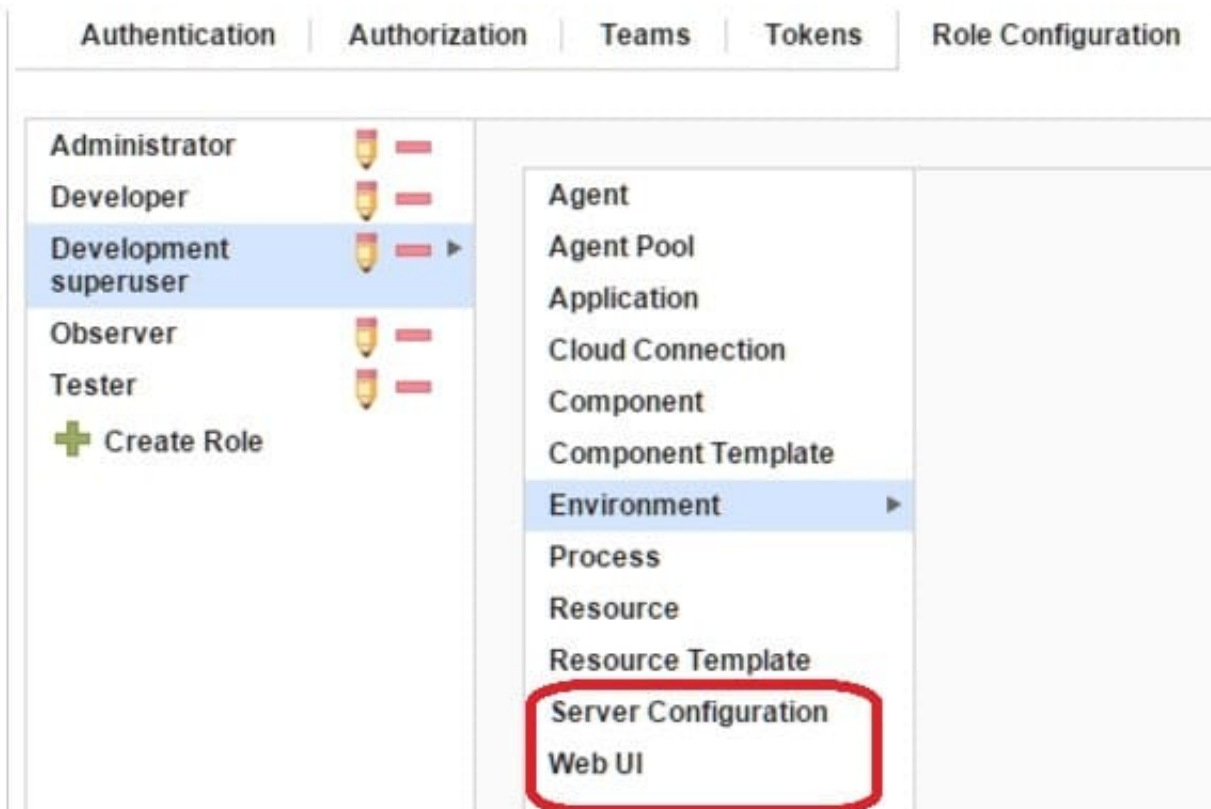 Authentication Authorization Teams Tokens Role Configuration
Administrator
Developer
Development
superuser
Observer
Tester
Create Role
Agent
Agent Pool
Application
Cloud Connection
Component
Component Template
Environment
Process
Resource
Resource Template
Server Configuration
Web UI